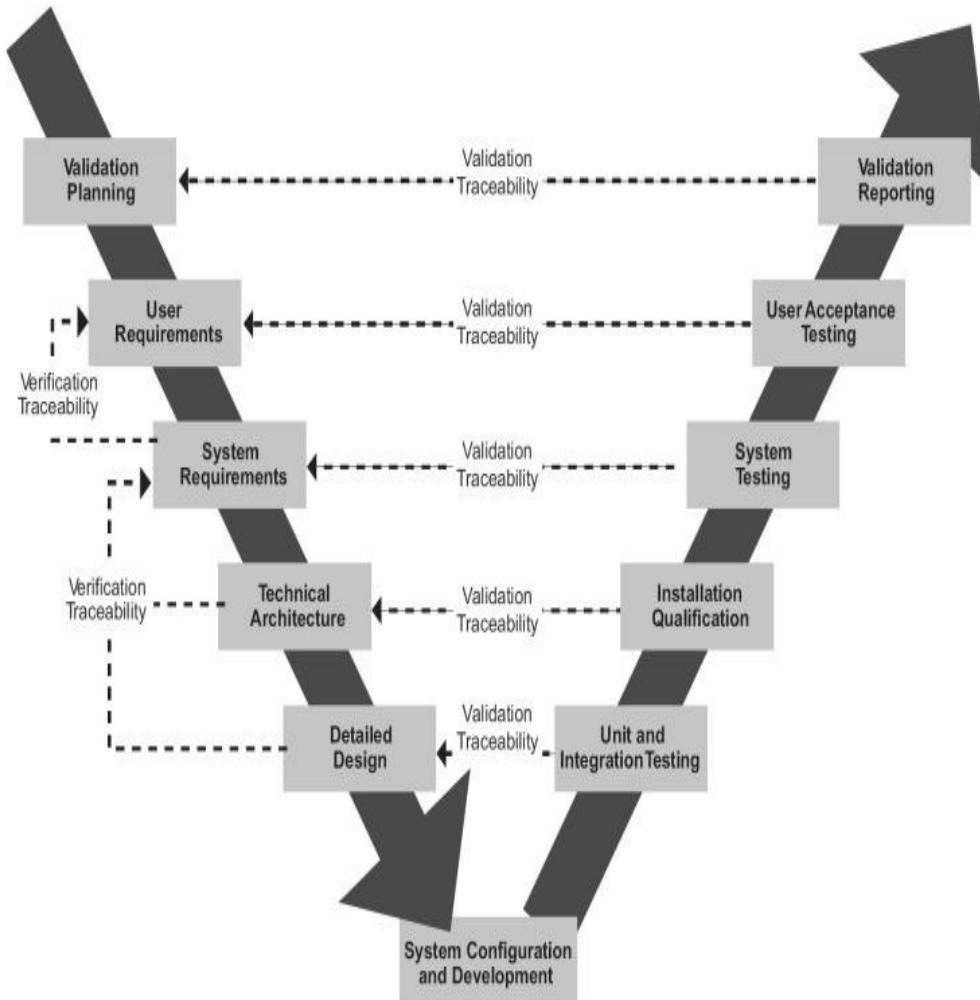 Validation
Planning
Validation
Traceability
Validation
Reporting
User
Requirements
Validation
Traceability
User Acceptance
Testing
Verification
Traceability
System
Requirements
Validation
Traceability
System
Testing
Verification
Traceability
Technical
Architecture
Validation
Traceability
Installation
Qualification
Detailed
Design
Validation
Traceability
Unit and
Integration Testing
System Configuration
and Development